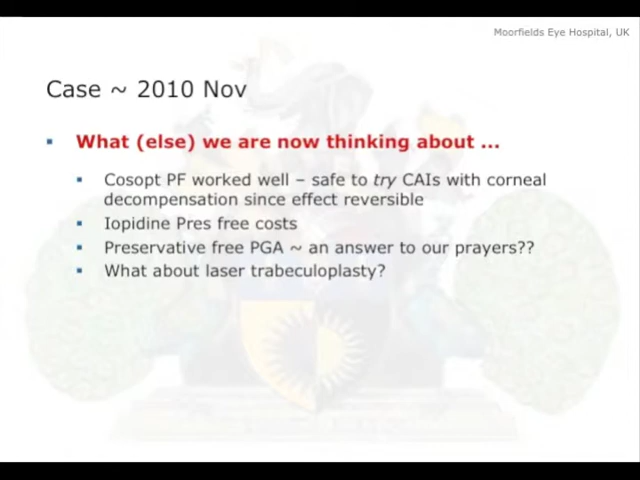 Moorfields Eye Hospital, UK
Case ~ 2010 Nov
▪ What (else) we are now thinking about ...
▪ Cosopt PF worked well – safe to try CAIs with corneal
decompensation since effect reversible
▪ Iopidine Pres free costs
▪ Preservative free PGA ~ an answer to our prayers??
▪ What about laser trabeculoplasty?